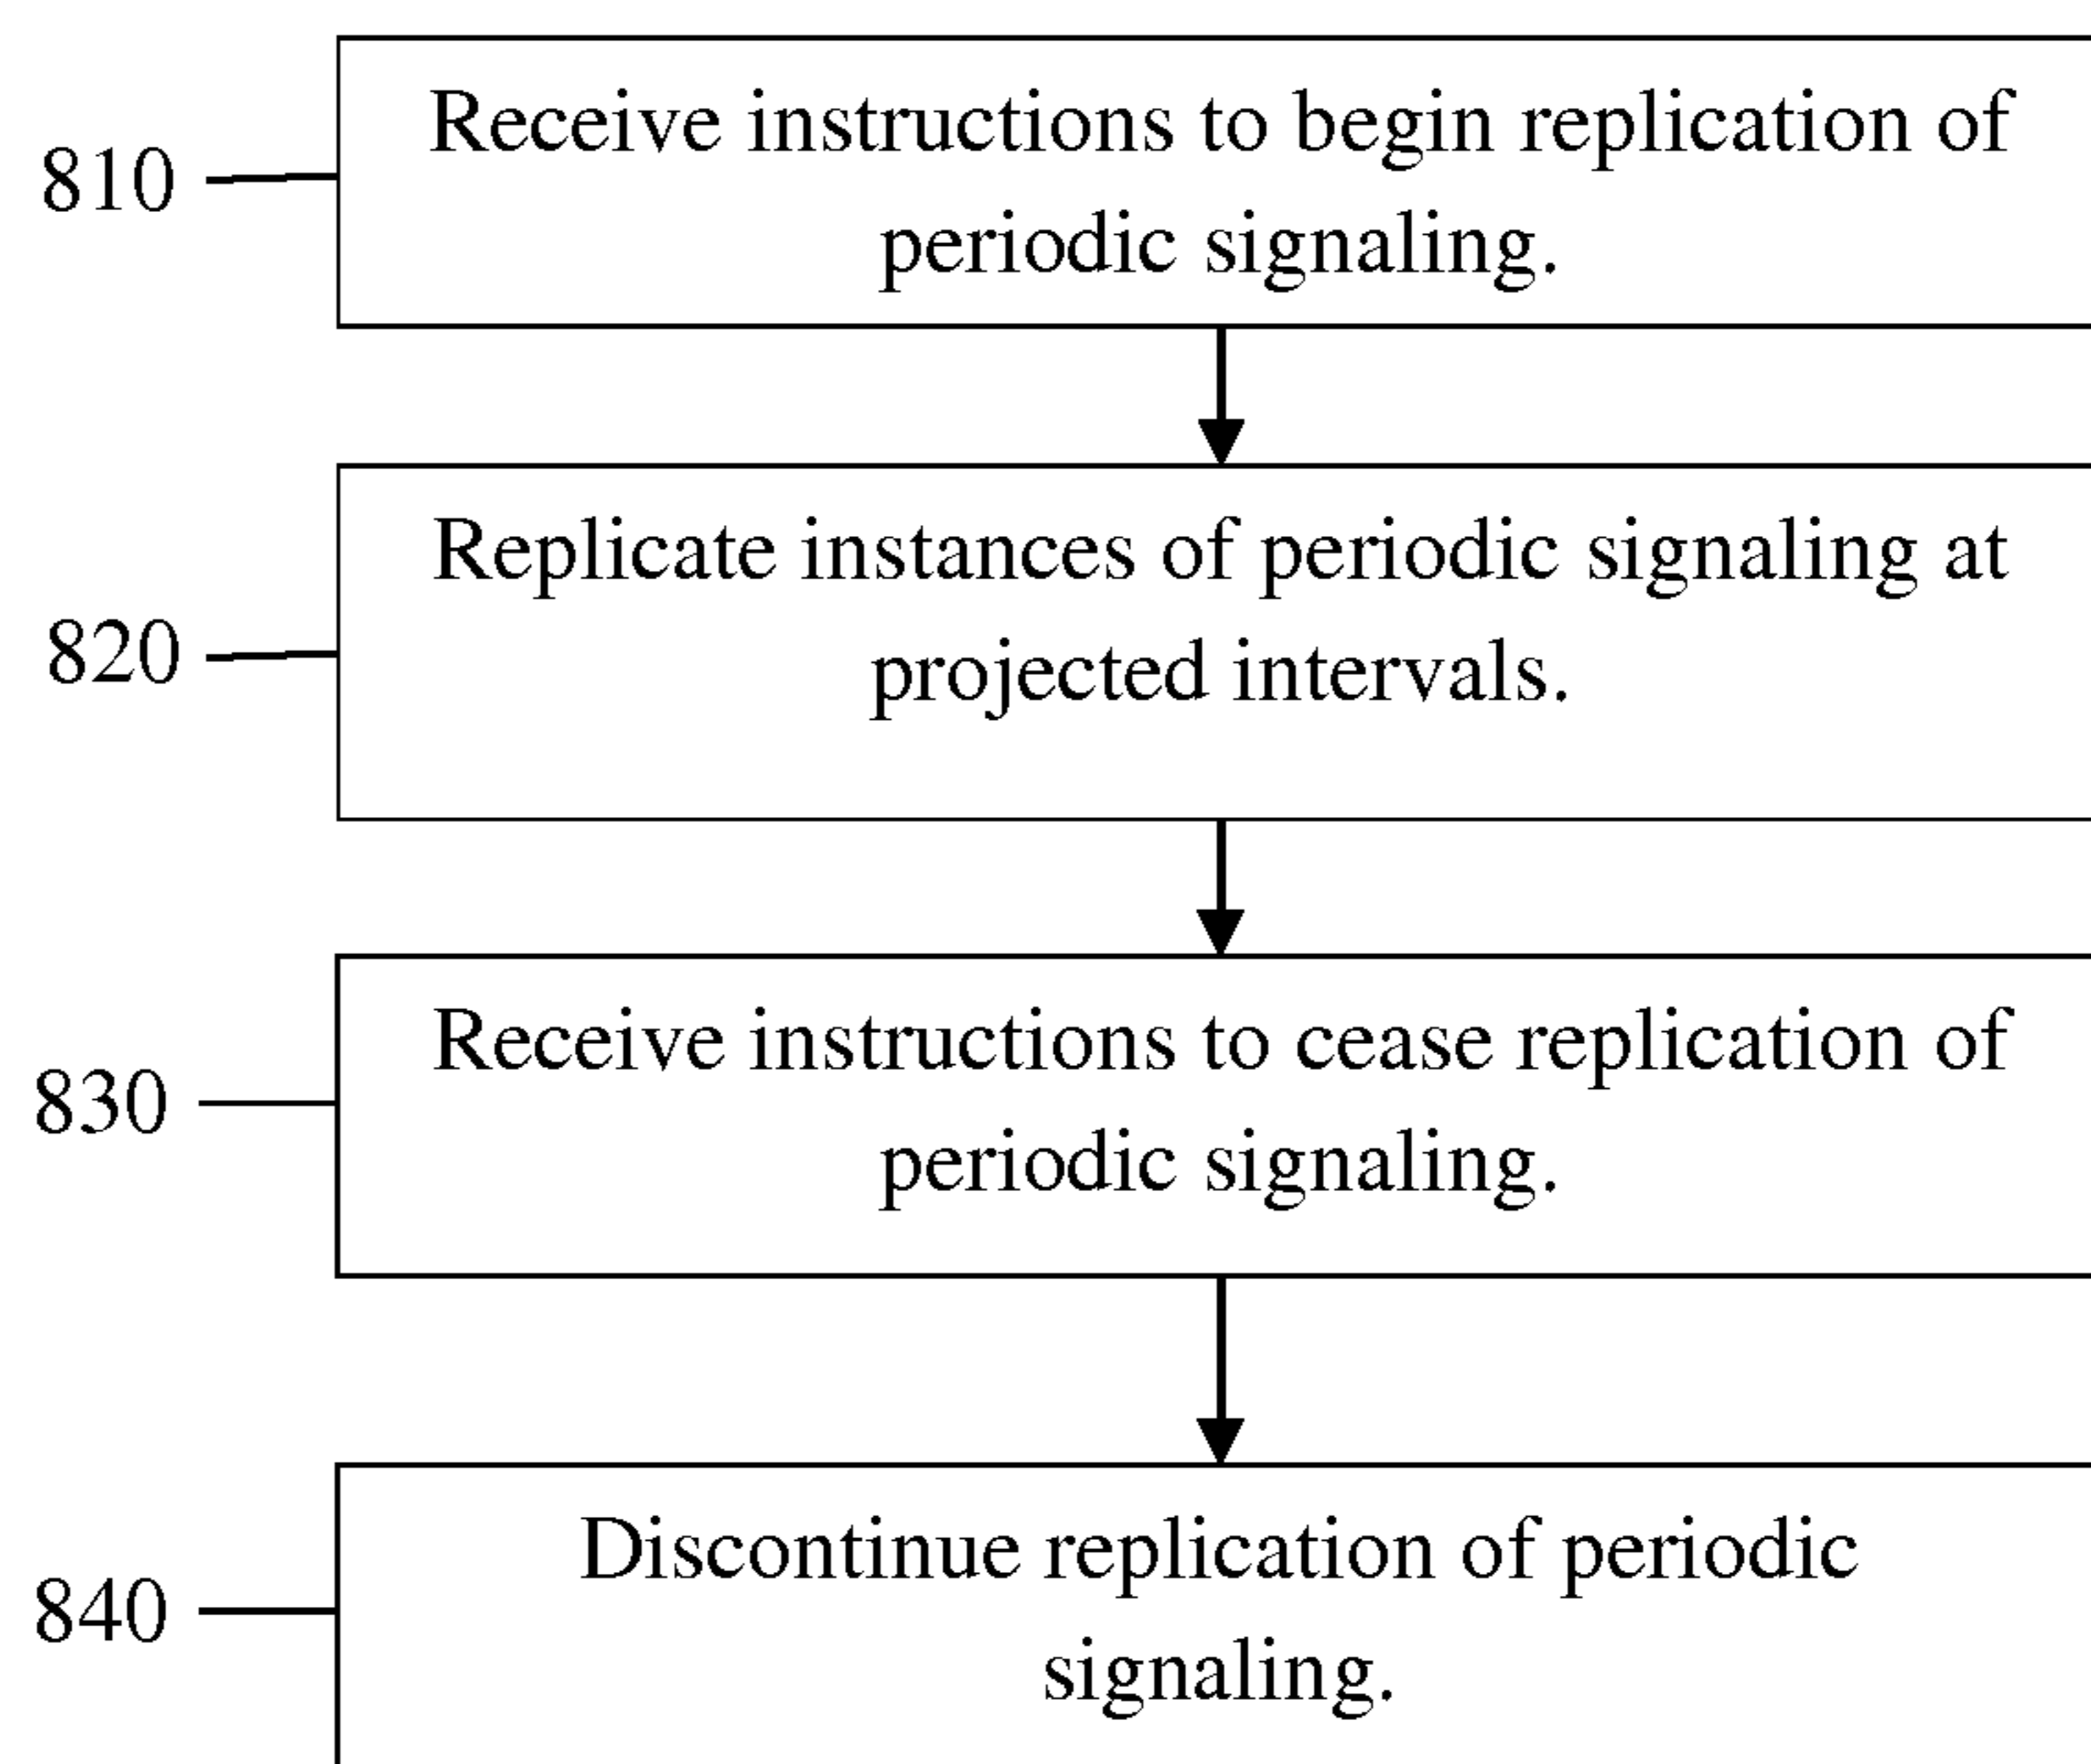 810
Receive instructions to begin replication of
periodic signaling.
820
Replicate instances of periodic signaling at
projected intervals.
830
Receive instructions to cease replication of
periodic signaling.
840
Discontinue replication of periodic
signaling.